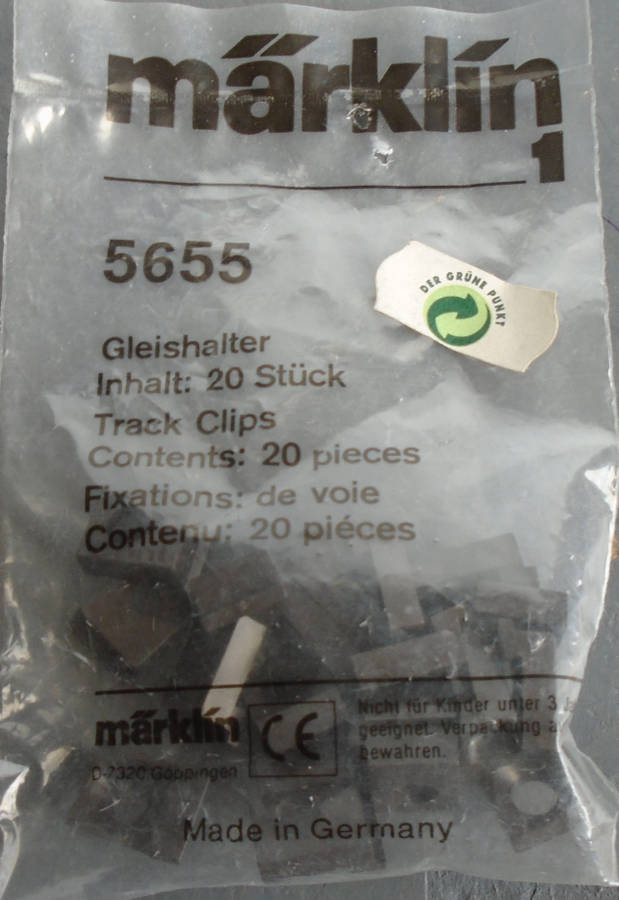 märklin
1
5655
DER GRÜNE PUNKT
Gleishalter
Inhalt: 20 Stück
Track Clips
Contents: 20 pieces
Fixations: de voie
Contenu: 20 piéces
märklin
CE
Nicht für Kinder unter 3
geeignet. Verpackung
bewahren.
D-7320 Göppingen
Made in Germany